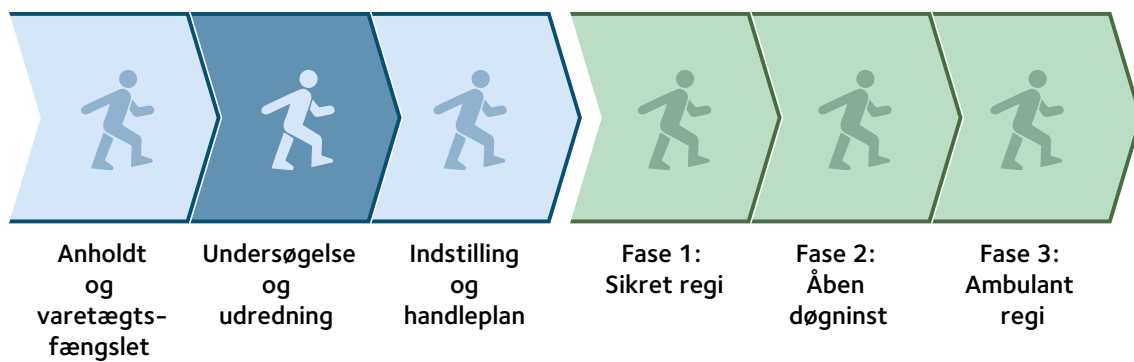 Anholdt
og
varetægts-
fængslet
Undersøgelse
og
udredning
Indstilling
og
handleplan
Fase 1:
Sikret regi
Fase 2:
Åben
døgninst
Fase 3:
Ambulant
regi